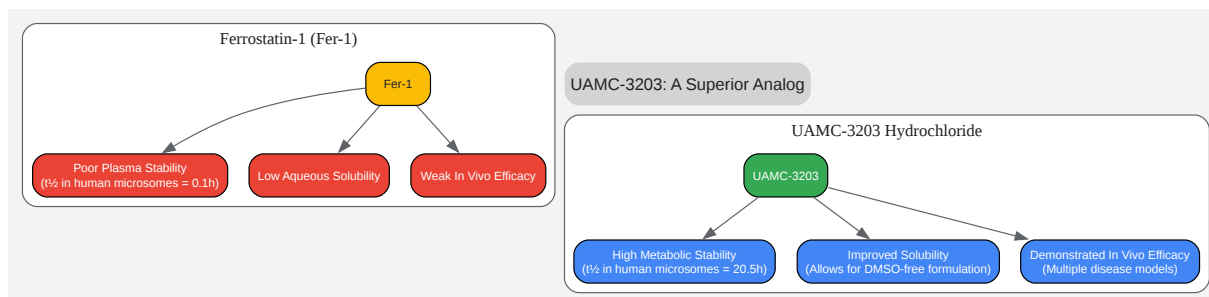 Ferrostatin-1 (Fer-1)
Fer-1
Poor Plasma Stability
(t½ in human microsomes = 0.1h)
Low Aqueous Solubility
Weak In Vivo Efficacy
UAMC-3203: A Superior Analog
UAMC-3203 Hydrochloride
UAMC-3203
High Metabolic Stability
(t½ in human microsomes = 20.5h)
Improved Solubility
(Allows for DMSO-free formulation)
Demonstrated In Vivo Efficacy
(Multiple disease models)